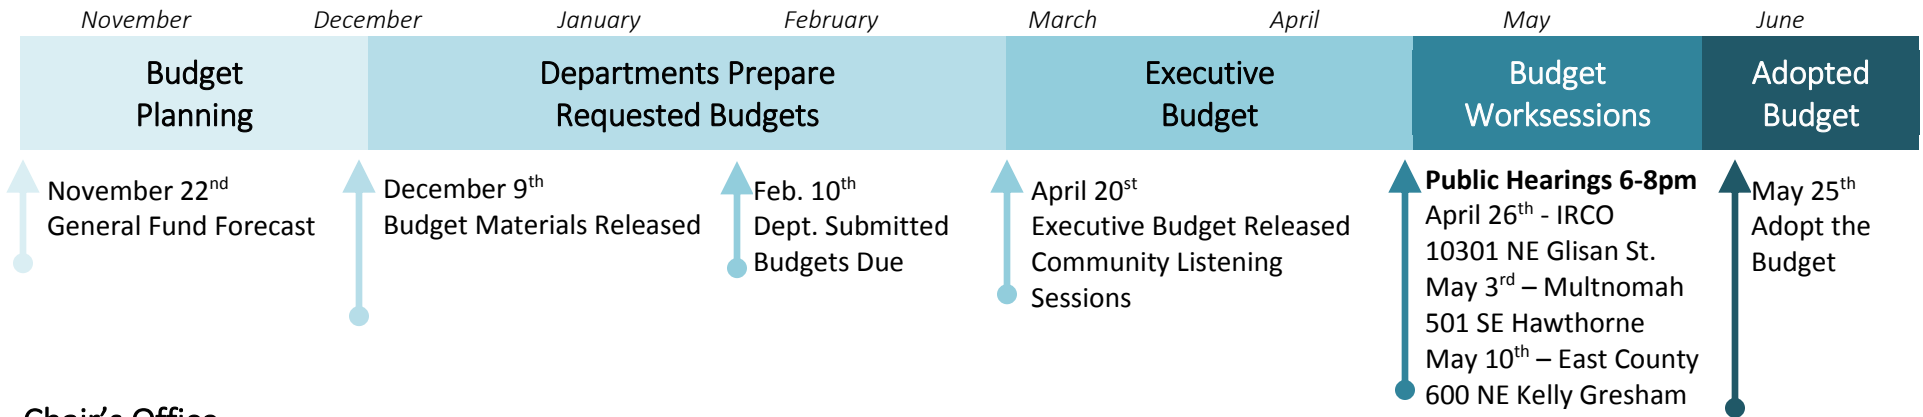 November December January February March April May June
Budget
Planning
Departments Prepare
Requested Budgets
Executive
Budget
Budget
Worksessions
Adopted
Budget
November 22nd
General Fund Forecast
December 9th
Budget Materials Released
Feb. 10th
Dept. Submitted
Budgets Due
April 20st
Executive Budget Released
Community Listening
Sessions
Public Hearings 6-8pm
April 26th - IRCO
10301 NE Glisan St.
May 3rd – Multnomah
501 SE Hawthorne
May 10th – East County
600 NE Kelly Gresham
May 25th
Adopt the
Budget
Chair's Office